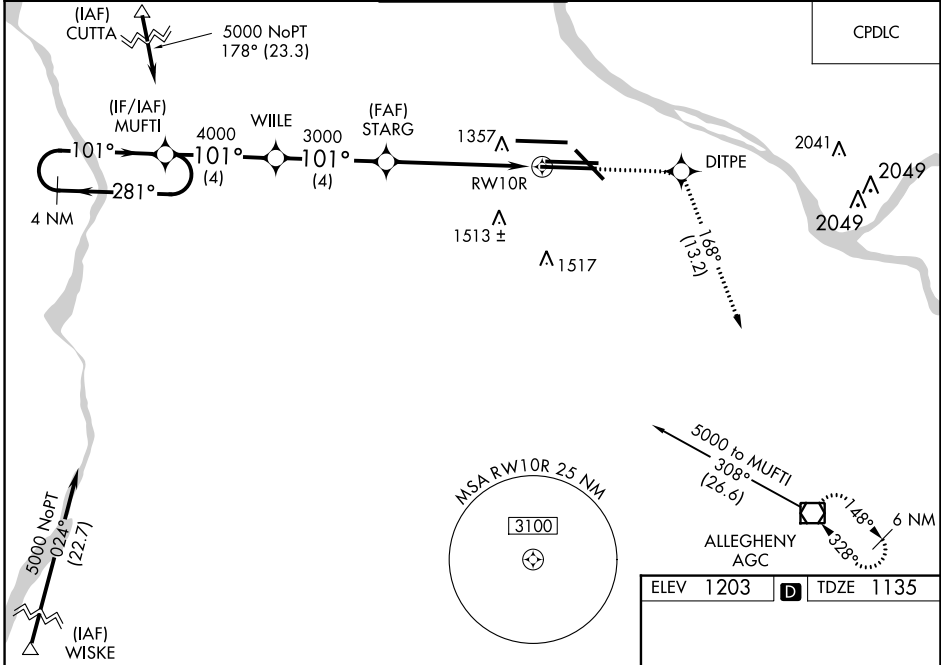 (IAF)
CUTTA
5000 NoPT
178° (23.3)
CPDLC
(IF/IAF)
MUFTI
4000
101°
(4)
WIILE
3000
101°
(4)
(FAF)
STARG
1357
RW10R
DITPE
2041
2049
2049
101°
281°
4 NM
1513 ±
1517
168°
(13.2)
5000 NoPT
024°
(22.7)
(IAF)
WISKE
MSA RW10R 25 NM
3100
5000 to MUFTI
308°
(26.6)
ALLEGHENY
AGC
148°
328°
6 NM
ELEV 1203 D TDZE 1135